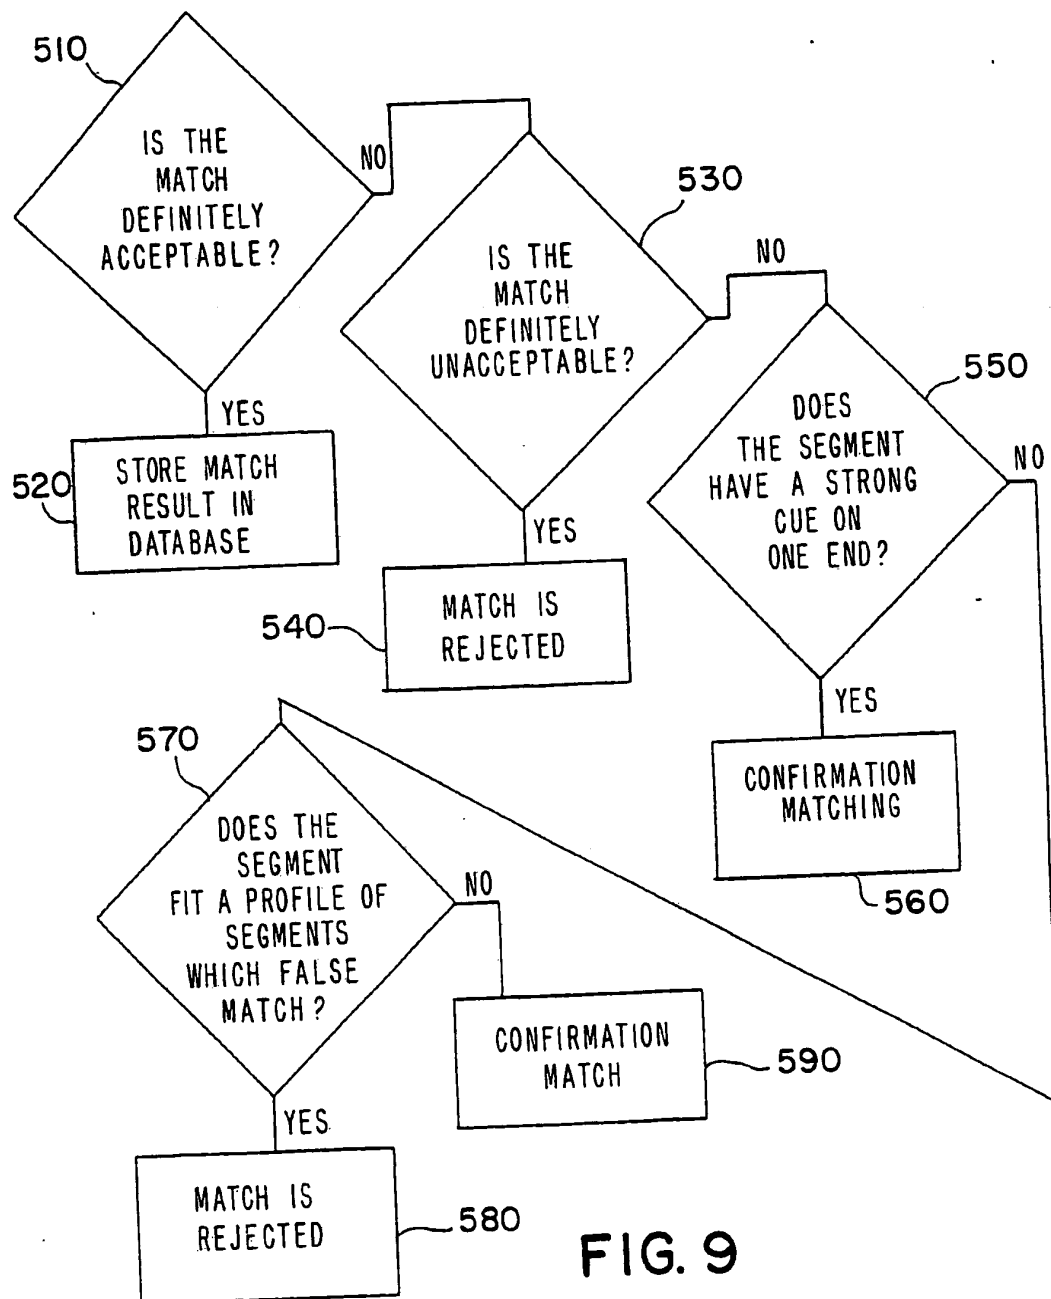 510
IS THE
MATCH
DEFINITELY
ACCEPTABLE?
NO
YES
520
STORE MATCH
RESULT IN
DATABASE
530
IS THE
MATCH
DEFINITELY
UNACCEPTABLE?
NO
YES
540
MATCH IS
REJECTED
550
DOES
THE SEGMENT
HAVE A STRONG
CUE ON
ONE END?
NO
YES
CONFIRMATION
MATCHING
560
570
DOES THE
SEGMENT
FIT A PROFILE OF
SEGMENTS
WHICH FALSE
MATCH?
NO
YES
CONFIRMATION
MATCH
590
MATCH IS
REJECTED
580
FIG. 9